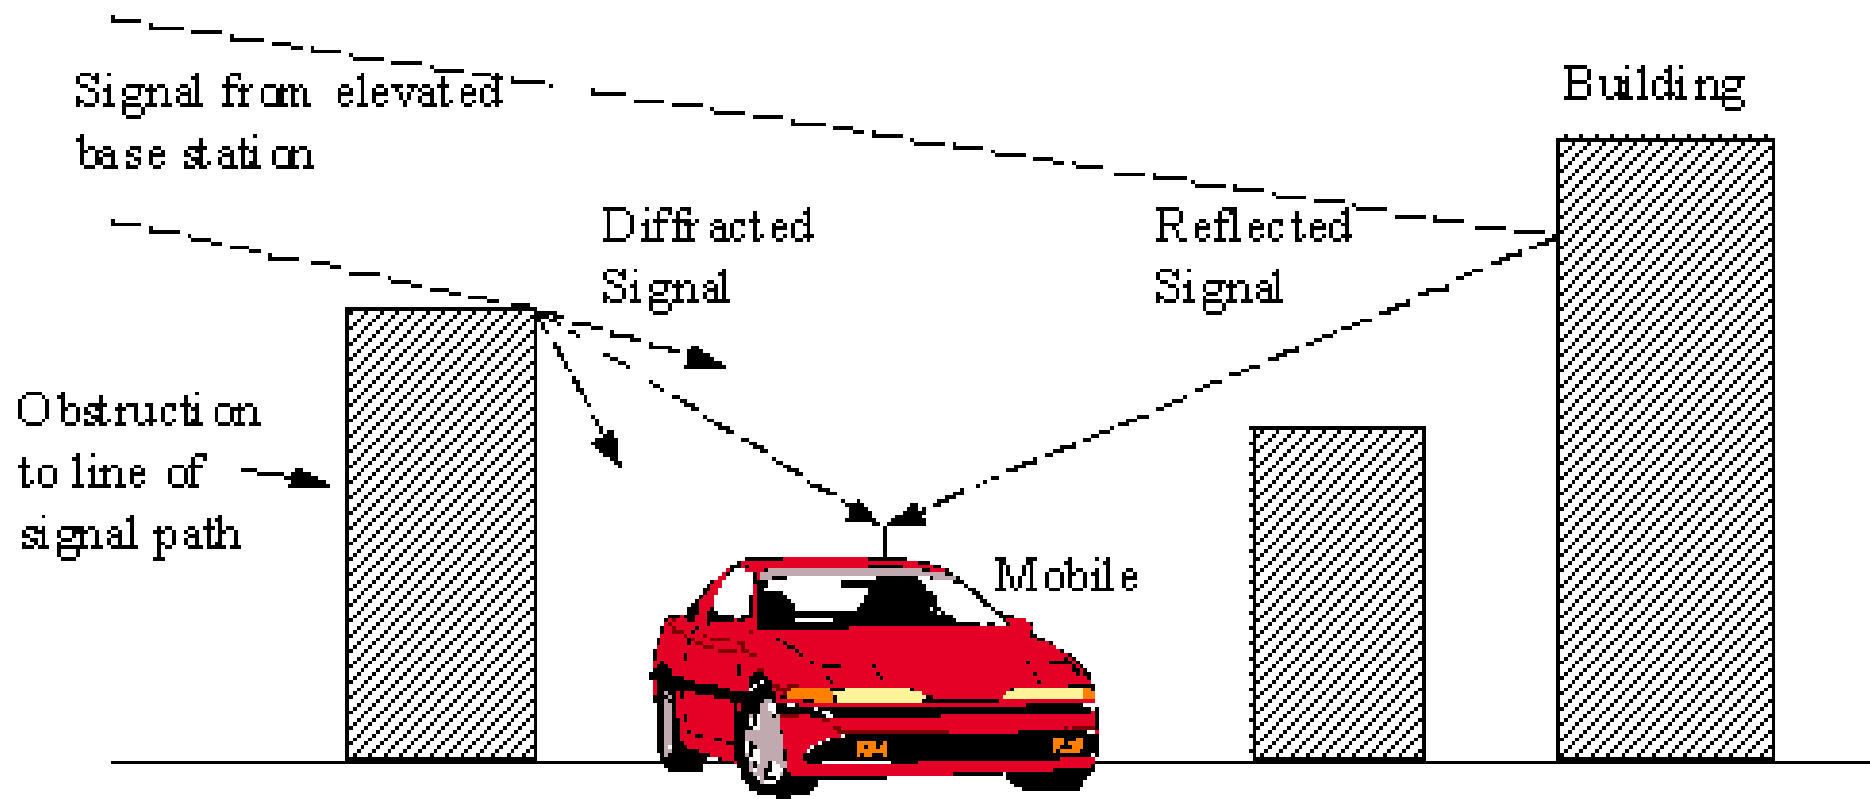 Signal from elevated
base station
Building
Diffracted
Signal
Reflected
Signal
Obstruction
to line of
signal path
Mobile